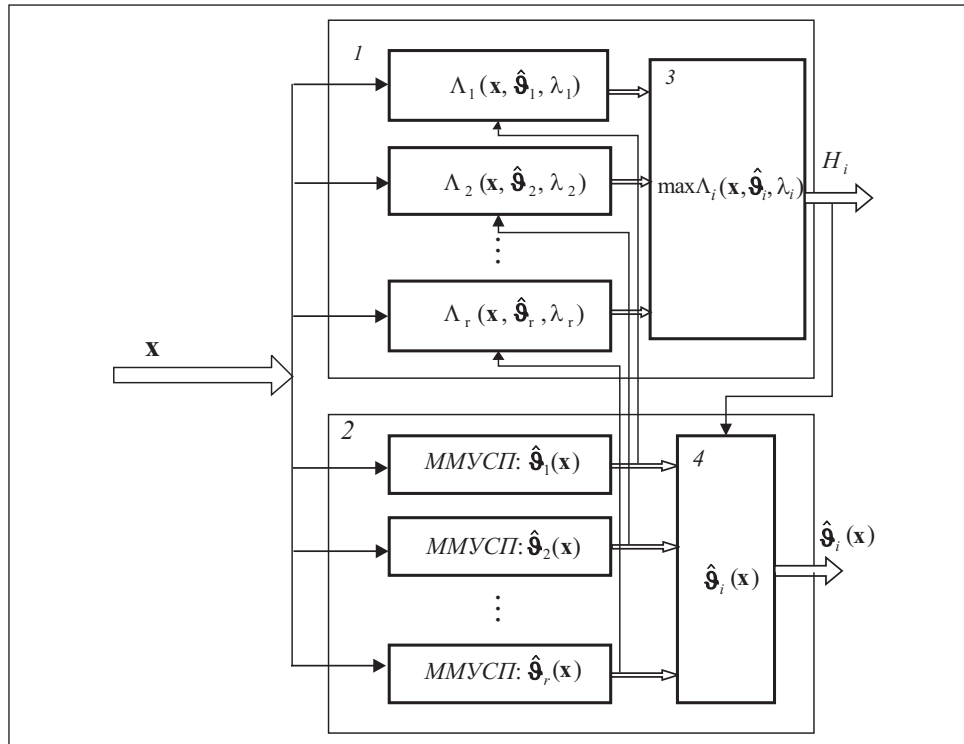 1
Λ₁(x, ϑ̂₁, λ₁)
3
Λ₂(x, ϑ̂₂, λ₂)
maxΛᵢ(x, ϑ̂ᵢ, λᵢ)
Hᵢ
⋮
Λᵣ(x, ϑ̂ᵣ, λᵣ)
x
2
ММУСП: ϑ̂₁(x)
4
ММУСП: ϑ̂₂(x)
ϑ̂ᵢ(x)
ϑ̂ᵢ(x)
⋮
ММУСП: ϑ̂ᵣ(x)